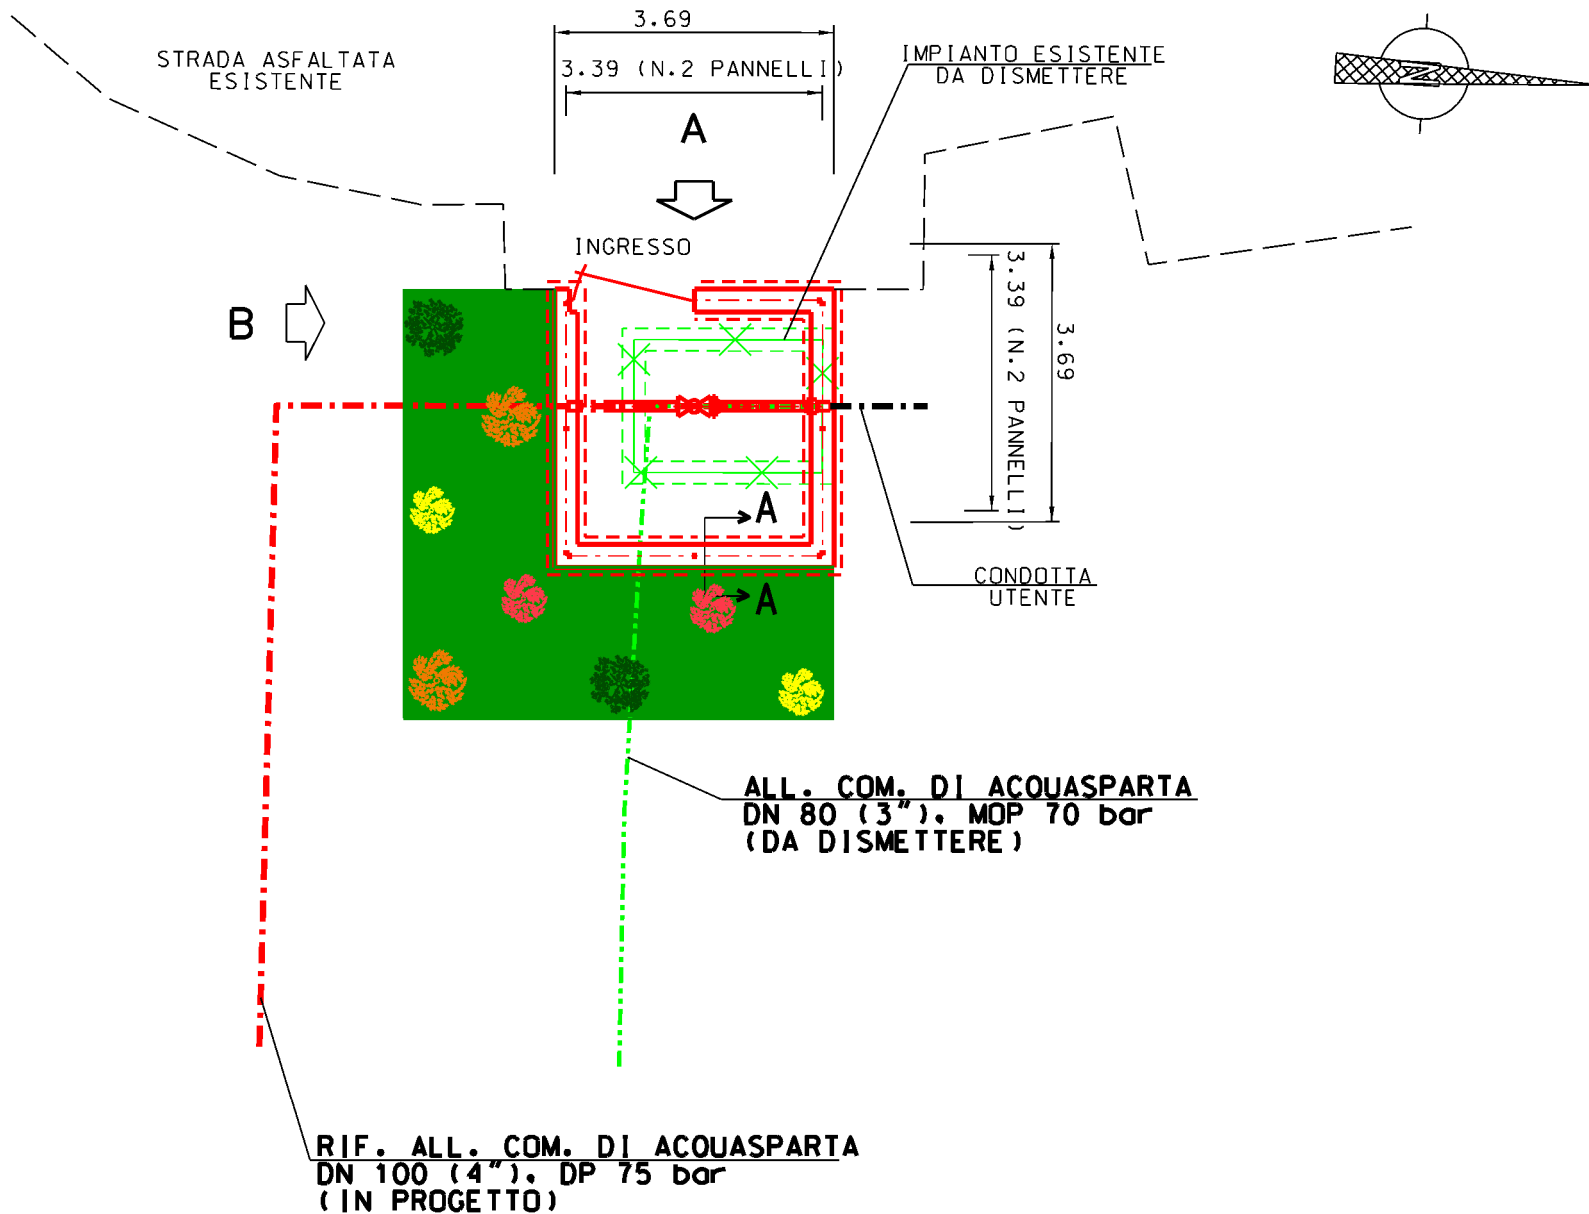 3.69
STRADA ASFALTATA
ESISTENTE
3.39 (N.2 PANNELLI)
IMPIANTO ESISTENTE
DA DISMETTERE
N
A
INGRESSO
B
3.39 (N.2 PANNELLI)
3.69
A
A
CONDOTTA
UTENTE
ALL. COM. DI ACQUASPARTA
DN 80 (3"), MOP 70 bar
(DA DISMETTERE)
RIF. ALL. COM. DI ACQUASPARTA
DN 100 (4"), DP 75 bar
(IN PROGETTO)